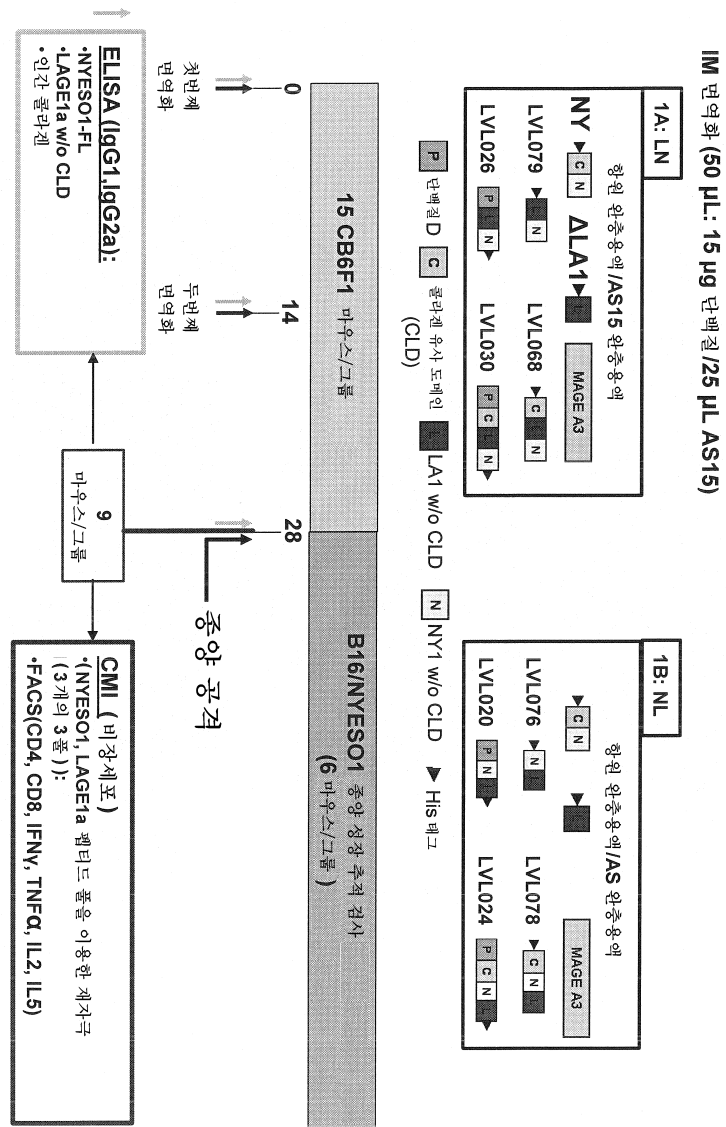 IM 면역화 (50 µL: 15 µg 단백질/25 µL AS15)
1A: LN
항원 완충용액/AS15 완충용액
NY C N ΔLA1 L MAGE A3
LVL079 L N
LVL068 C L N
LVL026 P L N
LVL030 P C L N
1B: NL
항원 완충용액/AS 완충용액
C N L MAGE A3
LVL076 N L
LVL078 C N L
LVL020 P N L
LVL024 P C N L
P 단백질D C 콜라겐 유사 도메인 L LA1 w/o CLD N NY1 w/o CLD His 태그
(CLD)
15 CB6F1 마우스/그룹
B16/NYESO1 종양 성장 추적 검사
(6 마우스/그룹)
0
14
28
첫번째
면역화
두번째
면역화
종양 공격
9
마우스/그룹
ELISA (IgG1,IgG2a):
•NYESO1-FL
•LAGE1a w/o CLD
•인간 콜라겐
CMI (비장세포)
•(NYESO1, LAGE1a 펩티드 풀을 이용한 재자극
(3개의 3풀)):
•FACS(CD4, CD8, IFNγ, TNFα, IL2, IL5)